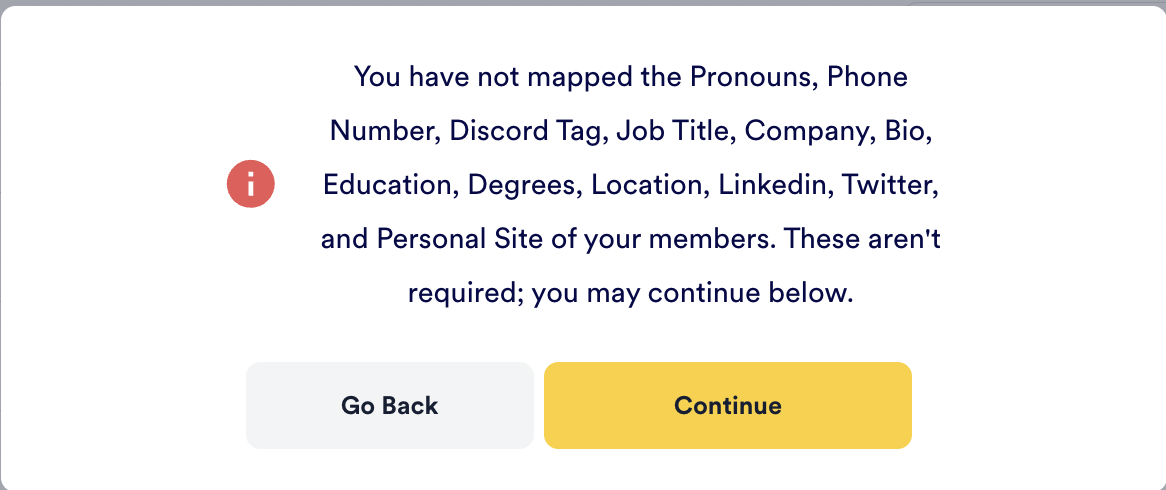 You have not mapped the Pronouns, Phone
Number, Discord Tag, Job Title, Company, Bio,
Education, Degrees, Location, Linkedin, Twitter,
and Personal Site of your members. These aren't
required; you may continue below.
Go Back
Continue